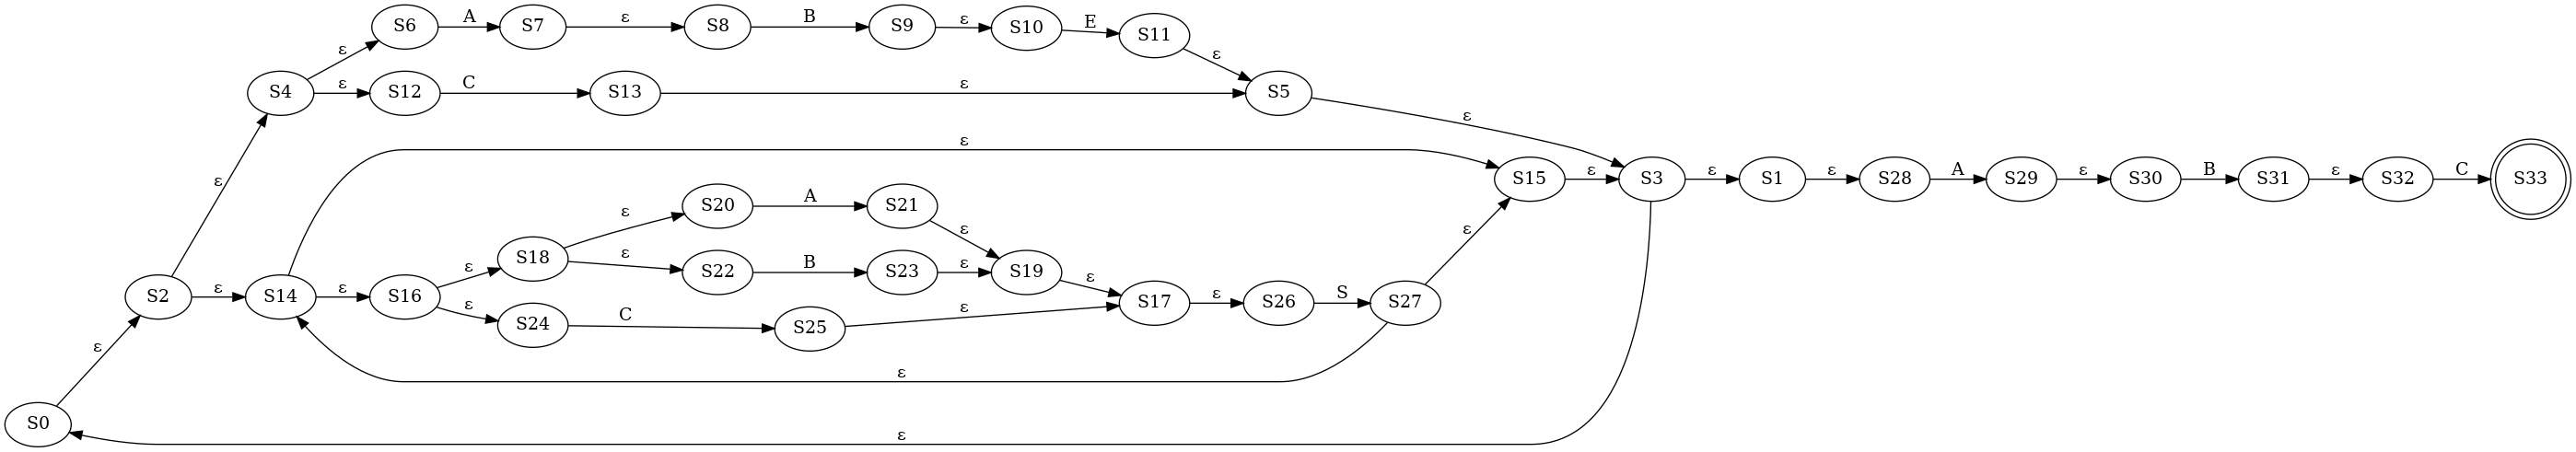 S6 A S7 ε S8 B S9 ε S10 E S11
ε ε
S4 ε S12 C S13 ε S5
ε
ε
ε
S15 ε S3 ε S1 ε S28 A S29 ε S30 B S31 ε S32 C S33
ε
S20 A S21
ε ε
S18 ε S22 B S23 ε S19
ε ε ε
S2 ε S14 ε S16 S17 ε S26 S S27
ε S24 C S25 ε
ε
ε
S0
ε